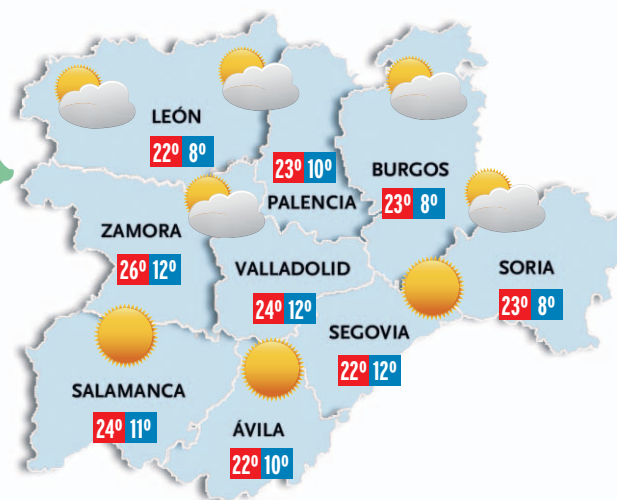 LEÓN
22º 8º
23º 10º
PALENCIA
BURGOS
23º 8º
ZAMORA
26º 12º
VALLADOLID
24º 12º
SORIA
23º 8º
SEGOVIA
22º 12º
SALAMANCA
24º 11º
ÁVILA
22º 10º